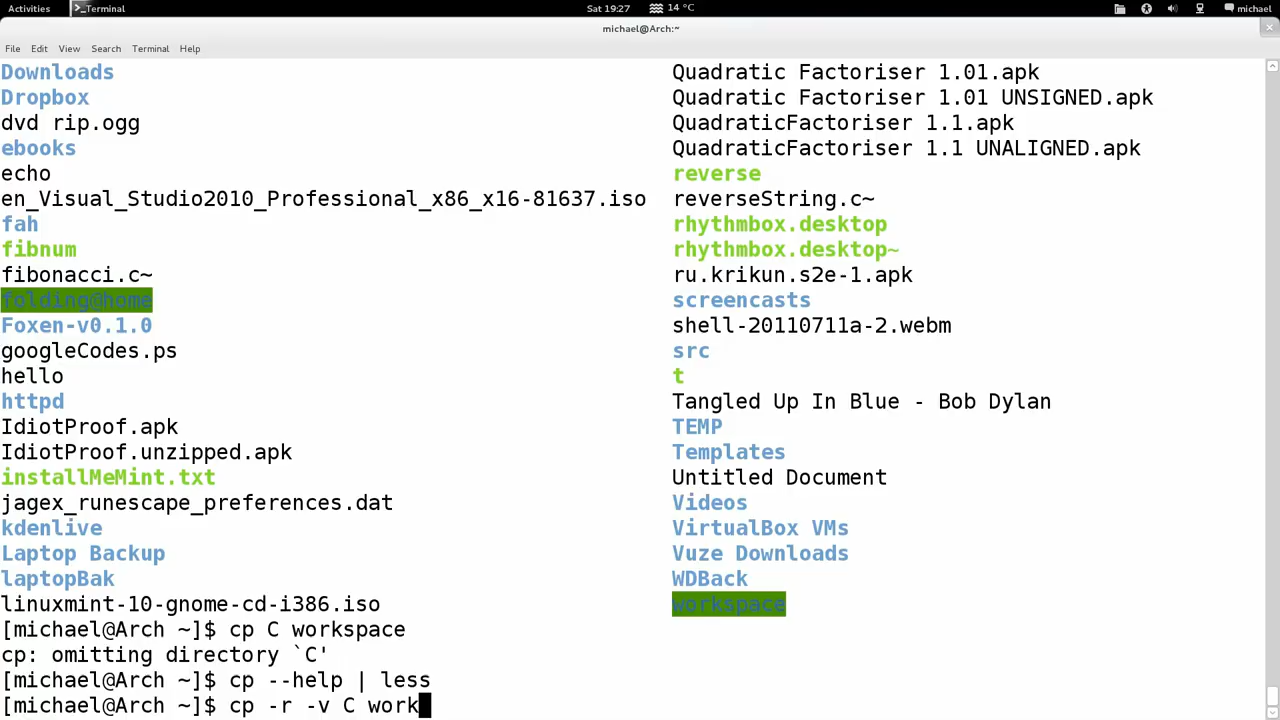 Activities >_Terminal Sat 19:27 14 °C michael
michael@Arch:~
File Edit View Search Terminal Help
Downloads Quadratic Factoriser 1.01.apk
Dropbox Quadratic Factoriser 1.01 UNSIGNED.apk
dvd rip.ogg QuadraticFactoriser 1.1.apk
ebooks QuadraticFactoriser 1.1 UNALIGNED.apk
echo reverse
en_Visual_Studio2010_Professional_x86_x16-81637.iso reverseString.c~
fah rhythmbox.desktop
fibnum rhythmbox.desktop~
fibonacci.c~ ru.krikun.s2e-1.apk
folding@home screencasts
Foxen-v0.1.0 shell-20110711a-2.webm
googleCodes.ps src
hello t
httpd Tangled Up In Blue - Bob Dylan
IdiotProof.apk TEMP
IdiotProof.unzipped.apk Templates
installMeMint.txt Untitled Document
jagex_runescape_preferences.dat Videos
kdenlive VirtualBox VMs
Laptop Backup Vuze Downloads
laptopBak WDBack
linuxmint-10-gnome-cd-i386.iso workspace
[michael@Arch ~]$ cp C workspace
cp: omitting directory `C'
[michael@Arch ~]$ cp --help | less
[michael@Arch ~]$ cp -r -v C work